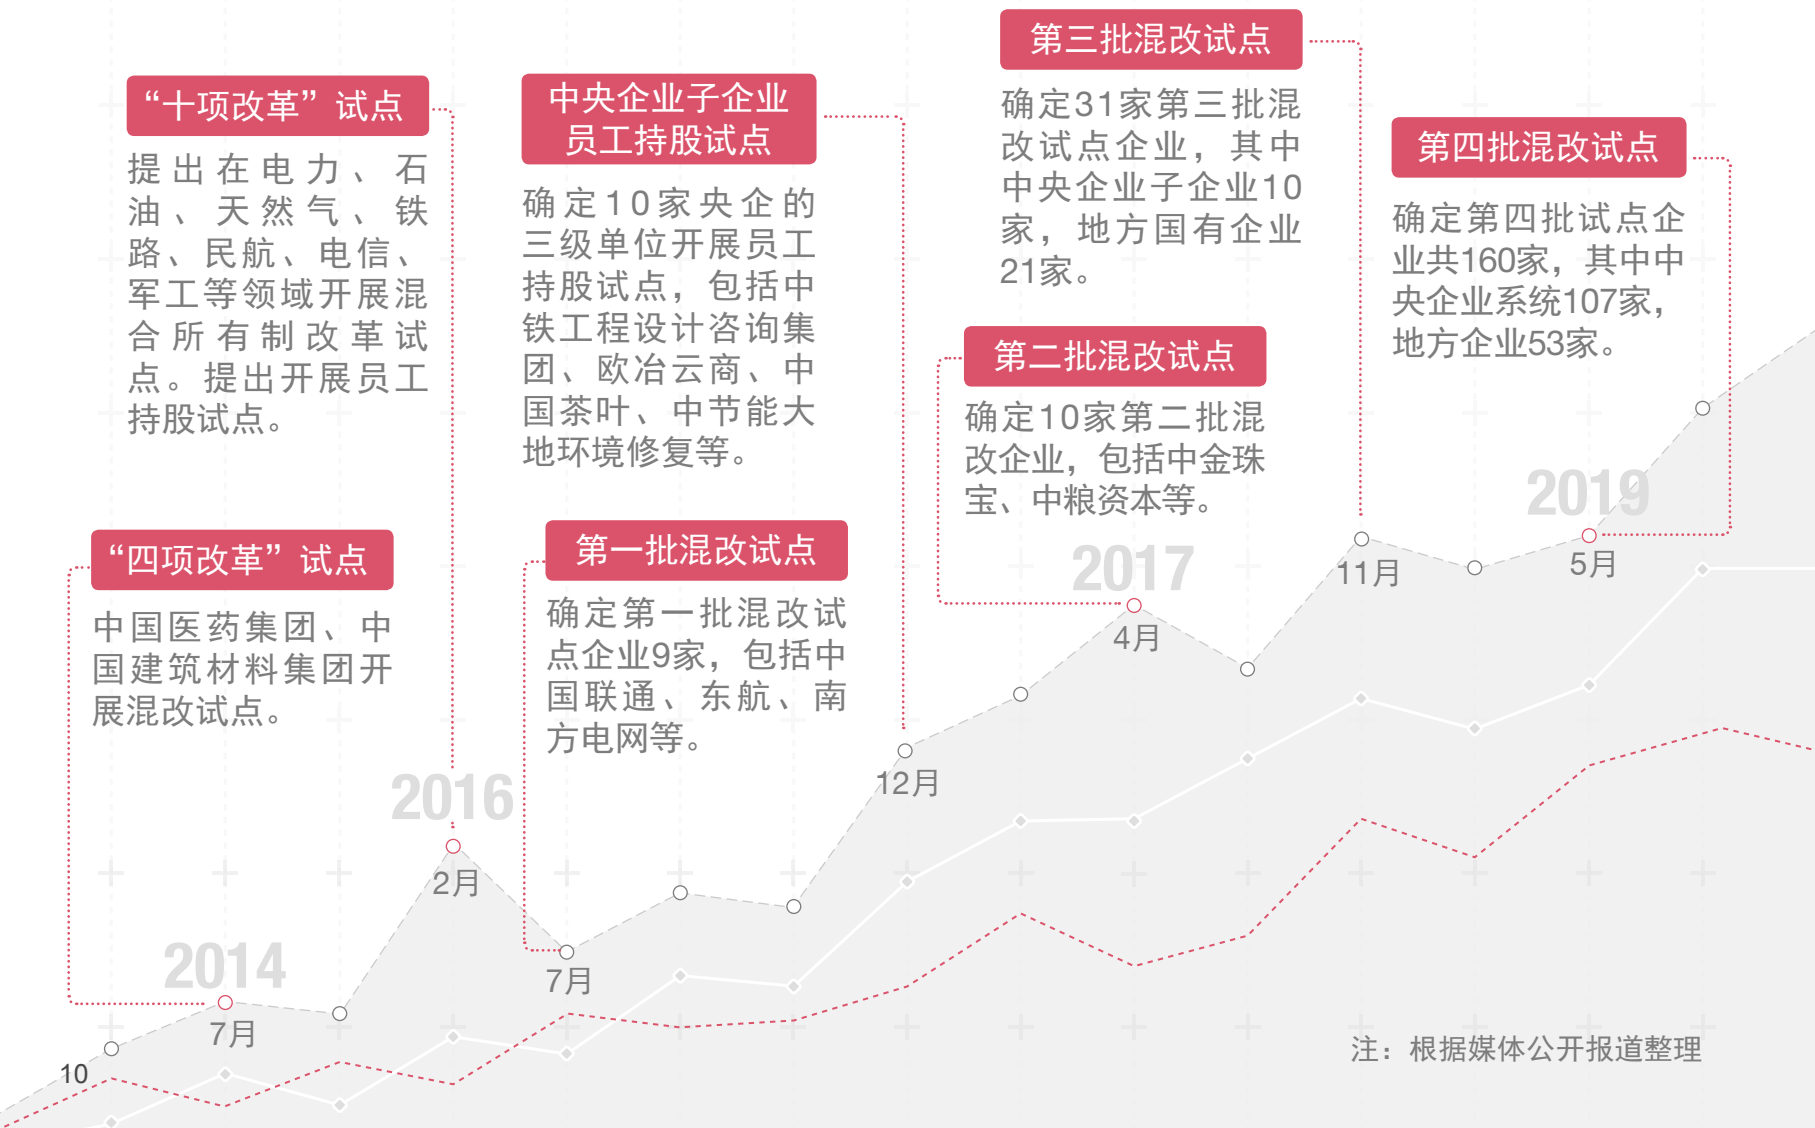 “十项改革”试点
提出在电力、石
油、天然气、铁
路、民航、电信、
军工等领域开展混
合所有制改革试
点。提出开展员工
持股试点。
“四项改革”试点
中国医药集团、中
国建筑材料集团开
展混改试点。
2014
7月
10
2016
2月
中央企业子企业
员工持股试点
确定10家央企的
三级单位开展员工
持股试点，包括中
铁工程设计咨询集
团、欧冶云商、中
国茶叶、中节能大
地环境修复等。
第一批混改试点
确定第一批混改试
点企业9家，包括中
国联通、东航、南
方电网等。
7月
12月
第三批混改试点
确定31家第三批混
改试点企业，其中
中央企业子企业10
家，地方国有企业
21家。
第二批混改试点
确定10家第二批混
改企业，包括中金珠
宝、中粮资本等。
2017
4月
11月
第四批混改试点
确定第四批试点企
业共160家，其中中
央企业系统107家，
地方企业53家。
2019
5月
注：根据媒体公开报道整理